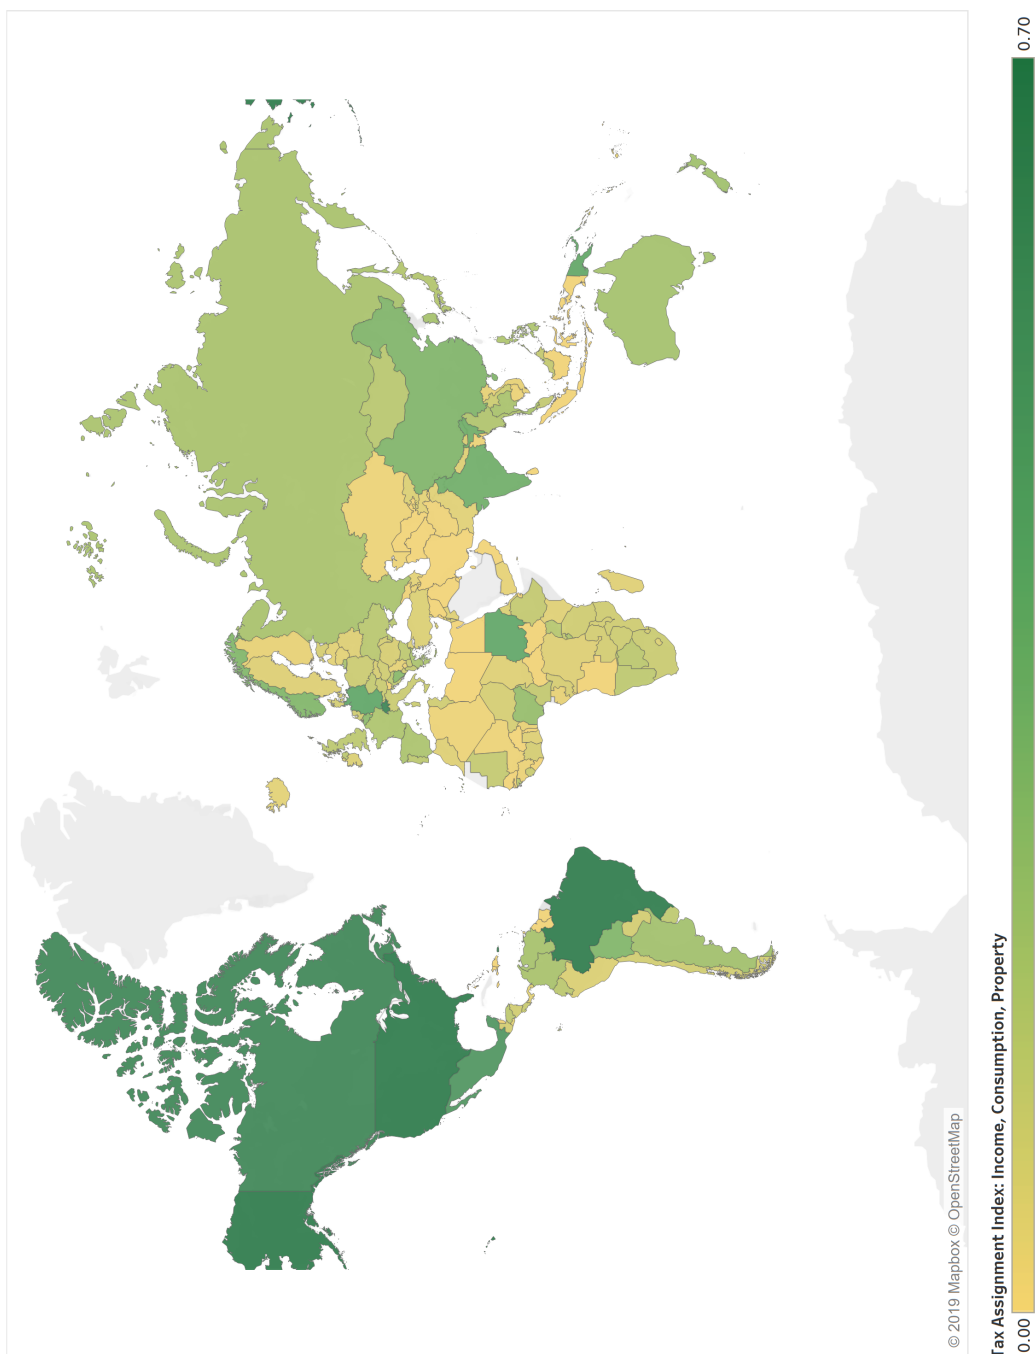 © 2019 Mapbox © OpenStreetMap
Tax Assignment Index: Income, Consumption, Property
0.00
0.70